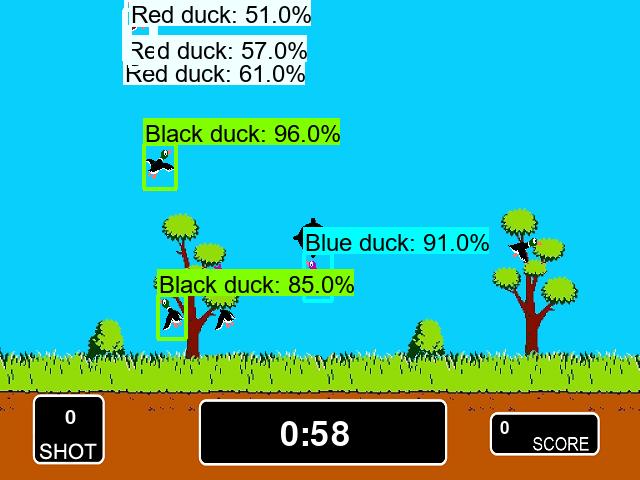 Red duck: 51.0%
Red duck: 57.0%
Red duck: 61.0%
Black duck: 96.0%
Blue duck: 91.0%
Black duck: 85.0%
0
SHOT
0:58
0
SCORE